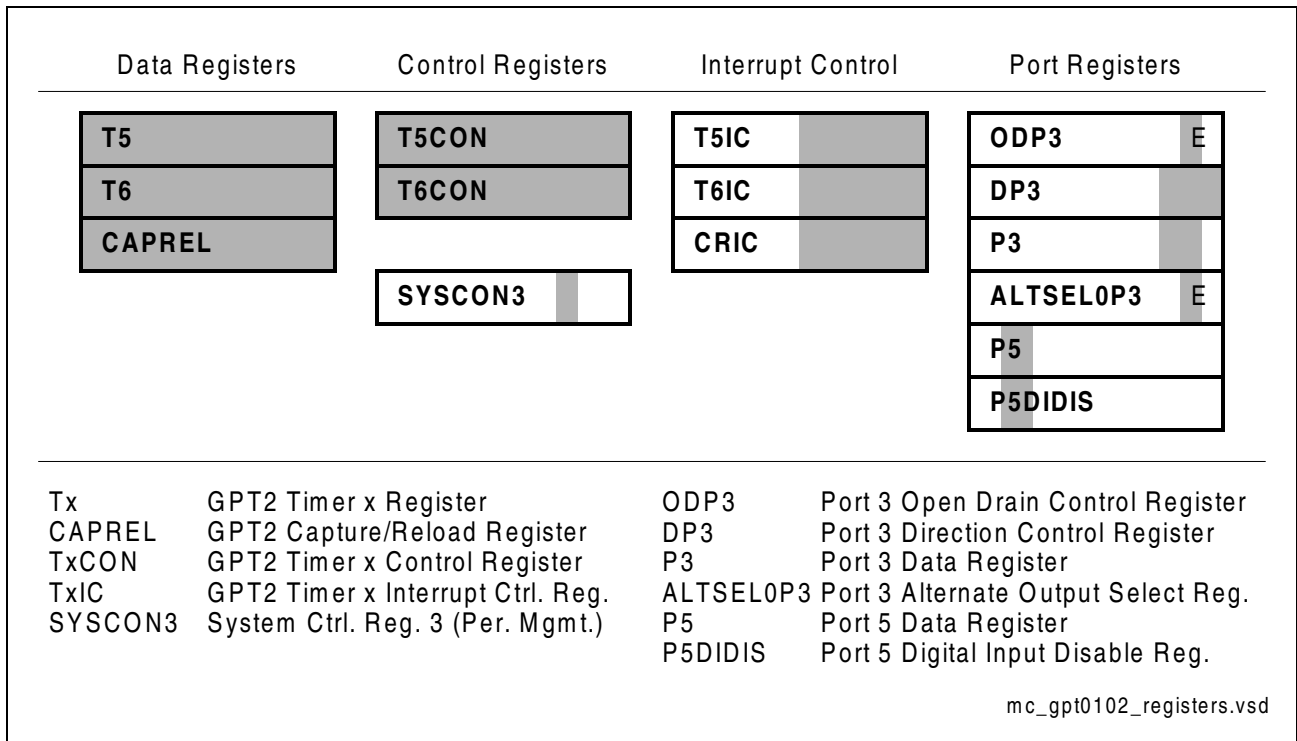 Data Registers Control Registers Interrupt Control Port Registers
T5 T5CON T5IC ODP3 E
T6 T6CON T6IC DP3
CAPREL CRIC P3
SYSCON3 ALTSEL0P3 E
P5
P5DIDIS
Tx GPT2 Timer x Register
CAPREL GPT2 Capture/Reload Register
TxCON GPT2 Timer x Control Register
TxIC GPT2 Timer x Interrupt Ctrl. Reg.
SYSCON3 System Ctrl. Reg. 3 (Per. Mgmt.)
ODP3 Port 3 Open Drain Control Register
DP3 Port 3 Direction Control Register
P3 Port 3 Data Register
ALTSEL0P3 Port 3 Alternate Output Select Reg.
P5 Port 5 Data Register
P5DIDIS Port 5 Digital Input Disable Reg.
mc_gpt0102_registers.vsd